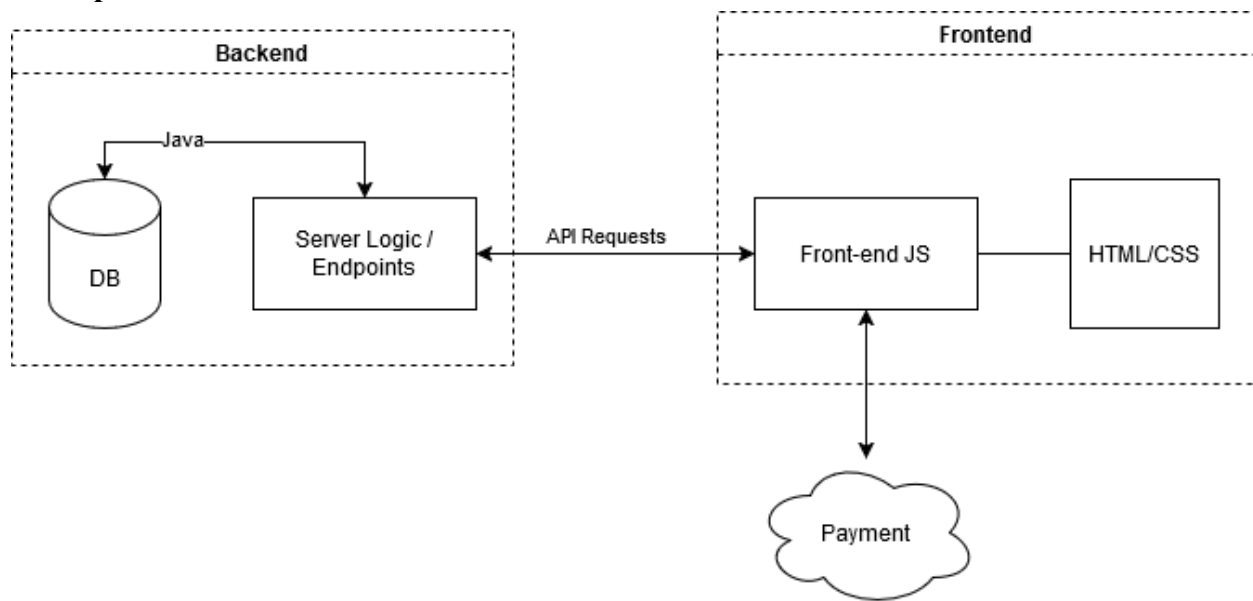 Backend
Frontend
Java
DB
Server Logic /
Endpoints
API Requests
Front-end JS
HTML/CSS
Payment